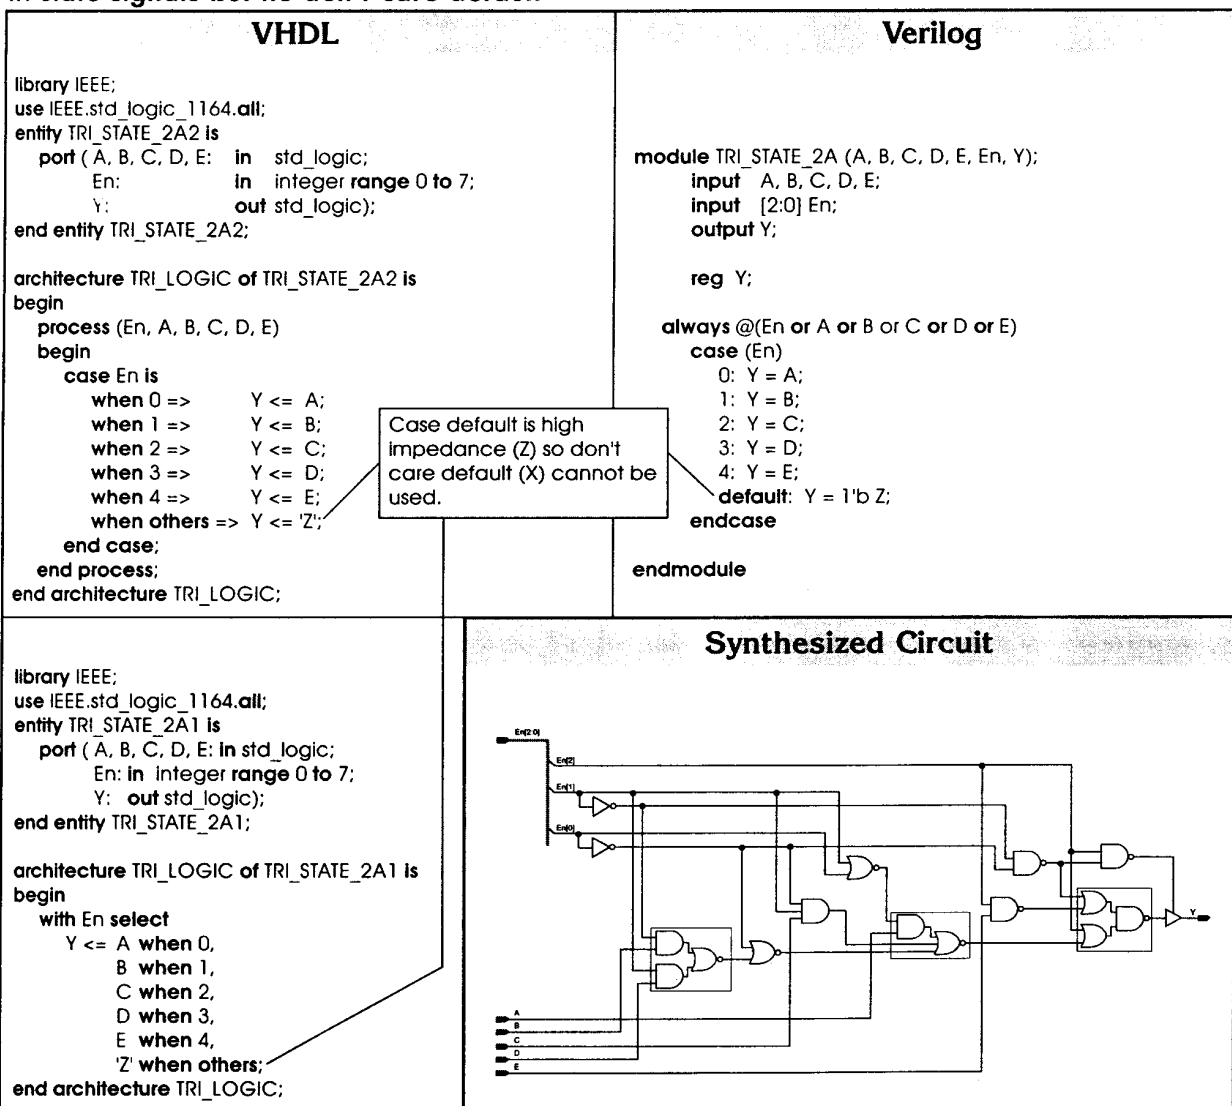 VHDL
library IEEE;
use IEEE.std_logic_1164.all;
entity TRI_STATE_2A2 is
port ( A, B, C, D, E: in std_logic;
En: in integer range 0 to 7;
Y: out std_logic);
end entity TRI_STATE_2A2;
architecture TRI_LOGIC of TRI_STATE_2A2 is
begin
process (En, A, B, C, D, E)
begin
case En is
when 0 => Y <= A;
when 1 => Y <= B;
when 2 => Y <= C;
when 3 => Y <= D;
when 4 => Y <= E;
when others => Y <= 'Z';
end case;
end process;
end architecture TRI_LOGIC;
Case default is high
impedance (Z) so don't
care default (X) cannot be
used.
Verilog
module TRI_STATE_2A (A, B, C, D, E, En, Y);
input A, B, C, D, E;
input [2:0] En;
output Y;
reg Y;
always @(En or A or B or C or D or E)
case (En)
0: Y = A;
1: Y = B;
2: Y = C;
3: Y = D;
4: Y = E;
default: Y = 1'b Z;
endcase
endmodule
library IEEE;
use IEEE.std_logic_1164.all;
entity TRI_STATE_2A1 is
port ( A, B, C, D, E: in std_logic;
En: in integer range 0 to 7;
Y: out std_logic);
end entity TRI_STATE_2A1;
architecture TRI_LOGIC of TRI_STATE_2A1 is
begin
with En select
Y <= A when 0,
B when 1,
C when 2,
D when 3,
E when 4,
'Z' when others;
end architecture TRI_LOGIC;
Synthesized Circuit
En[2:0]
En[2]
En[1]
En[0]
Y
A
B
C
D
E